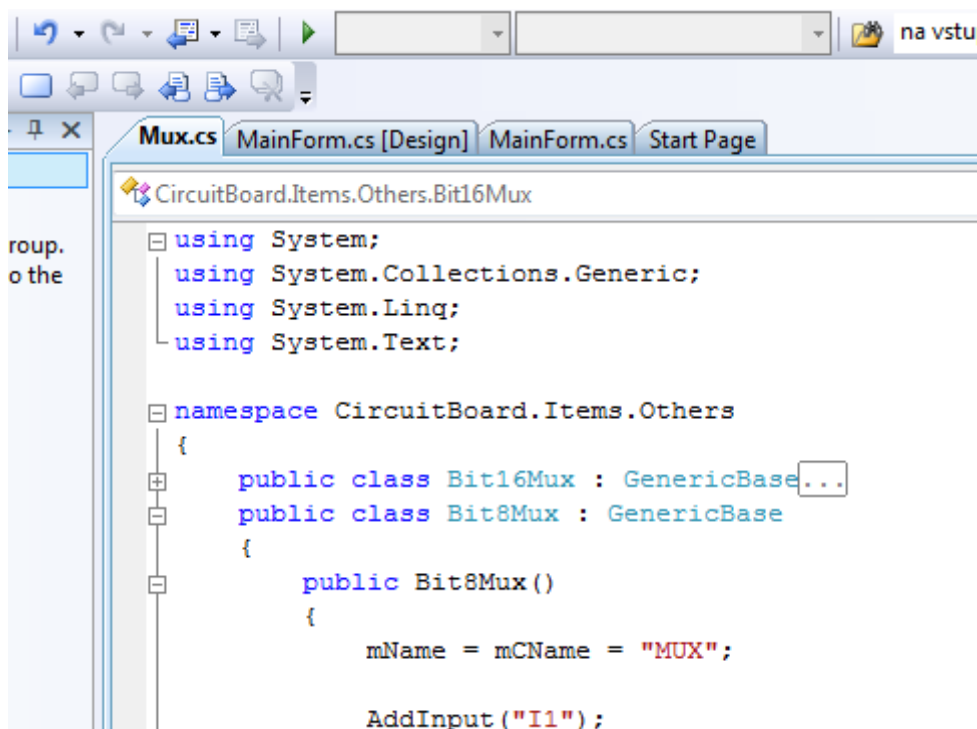 na vstu
Mux.cs MainForm.cs [Design] MainForm.cs Start Page
CircuitBoard.Items.Others.Bit16Mux
roup.
o the
using System;
using System.Collections.Generic;
using System.Linq;
using System.Text;
namespace CircuitBoard.Items.Others
{
public class Bit16Mux : GenericBase...
public class Bit8Mux : GenericBase
{
public Bit8Mux()
{
mName = mCName = "MUX";
AddInput("I1");